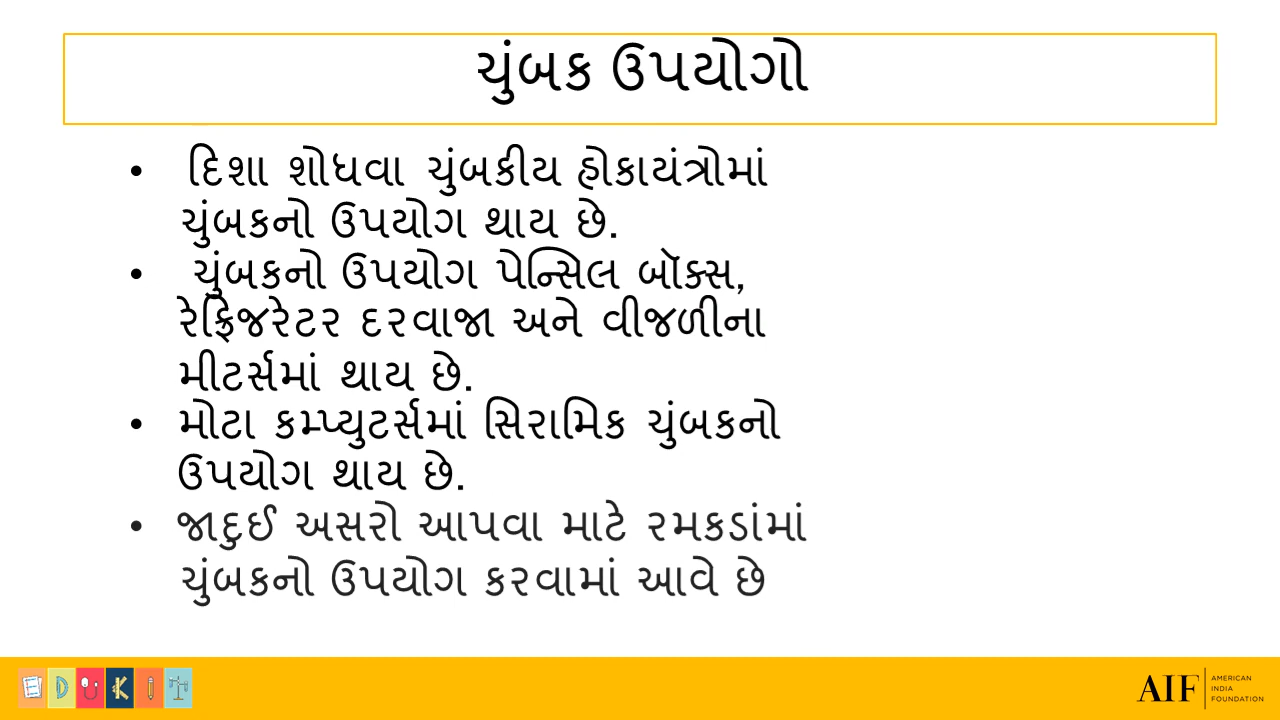 ચુંબક ઉપયોગો
• દિશા શોધવા ચુંબકીય હોકાયંત્રોમાં
ચુંબકનો ઉપયોગ થાય છે.
• ચુંબકનો ઉપયોગ પેન્સિલ બૉક્સ,
રેફ્રિજરેટર દરવાજા અને વીજળીના
મીટર્સમાં થાય છે.
• મોટા કમ્પ્યુટર્સમાં સિરામિક ચુંબકનો
ઉપયોગ થાય છે.
• જાદુઈ અસરો આપવા માટે રમકડાંમાં
ચુંબકનો ઉપયોગ કરવામાં આવે છે
EDUKIT
AIF
AMERICAN
INDIA
FOUNDATION